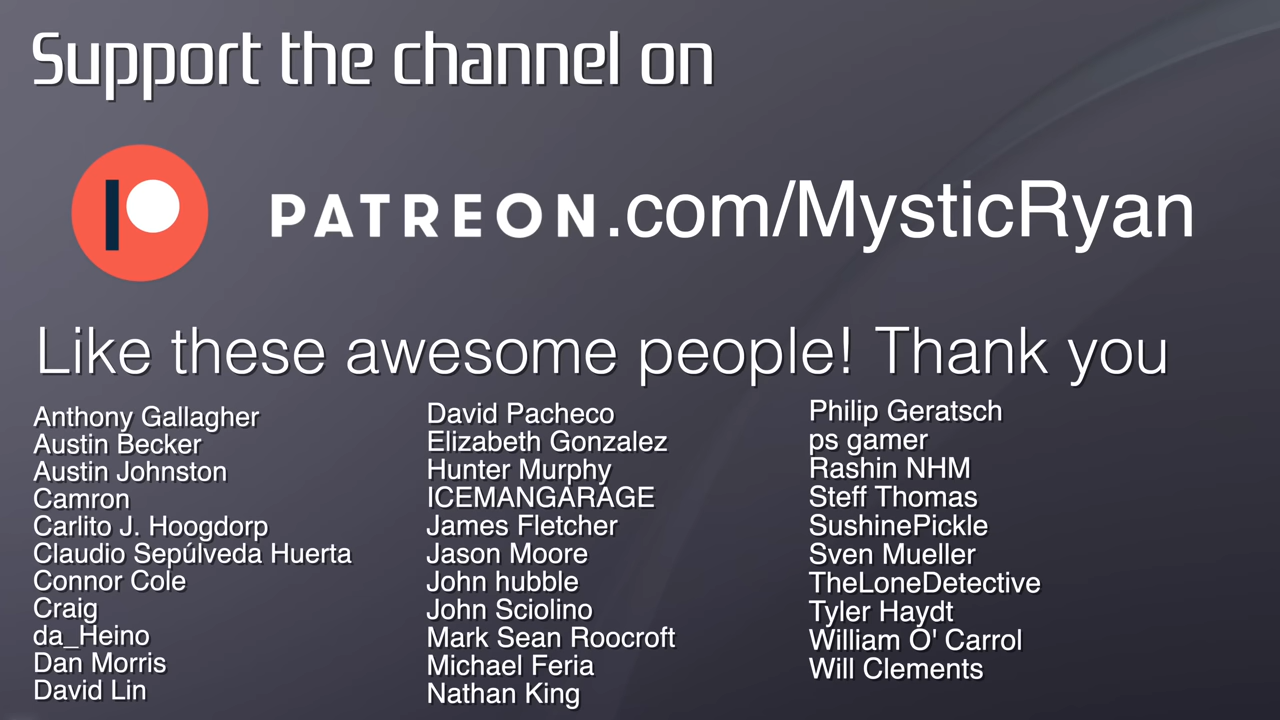 Support the channel on
PATREON.com/MysticRyan
Like these awesome people! Thank you
Anthony Gallagher
Austin Becker
Austin Johnston
Camron
Carlito J. Hoogdorp
Claudio Sepúlveda Huerta
Connor Cole
Craig
da_Heino
Dan Morris
David Lin
David Pacheco
Elizabeth Gonzalez
Hunter Murphy
ICEMANGARAGE
James Fletcher
Jason Moore
John hubble
John Sciolino
Mark Sean Roocroft
Michael Feria
Nathan King
Philip Geratsch
ps gamer
Rashin NHM
Steff Thomas
SushinePickle
Sven Mueller
TheLoneDetective
Tyler Haydt
William O' Carrol
Will Clements